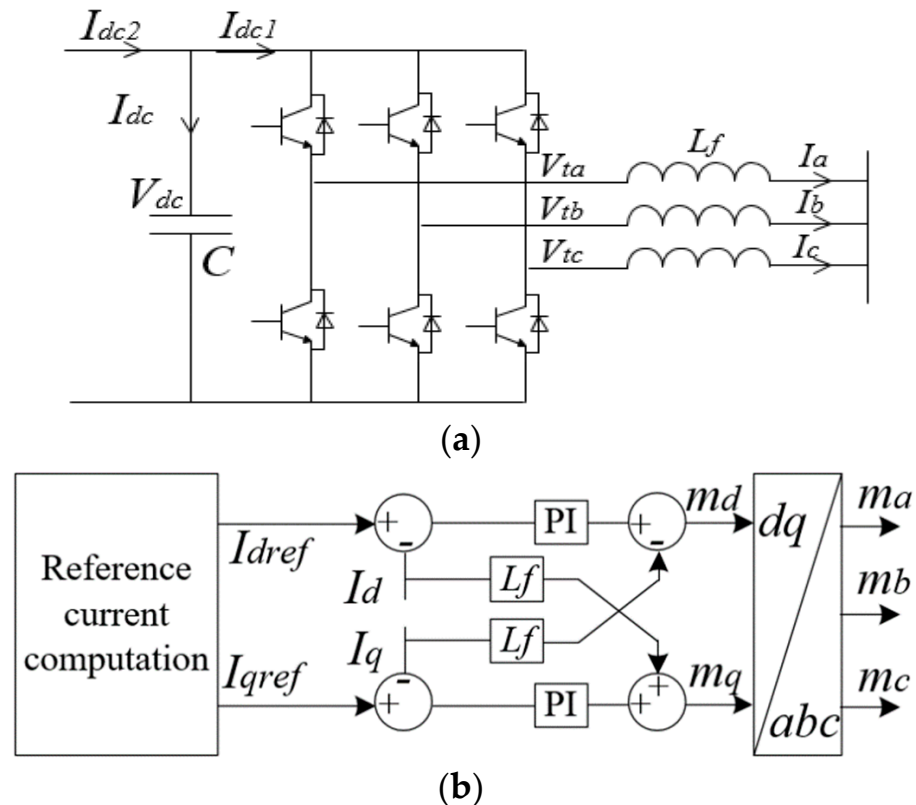 Idc2
Idc1
Idc
Vdc
C
Vta
Lf
Ia
Vtb
Ib
Vtc
Ic
(a)
Reference
current
computation
Idref
Iqref
+
-
PI
+
-
md
Id
Lf
Iq
Lf
-
+
PI
+
+
mq
dq
abc
ma
mb
mc
(b)